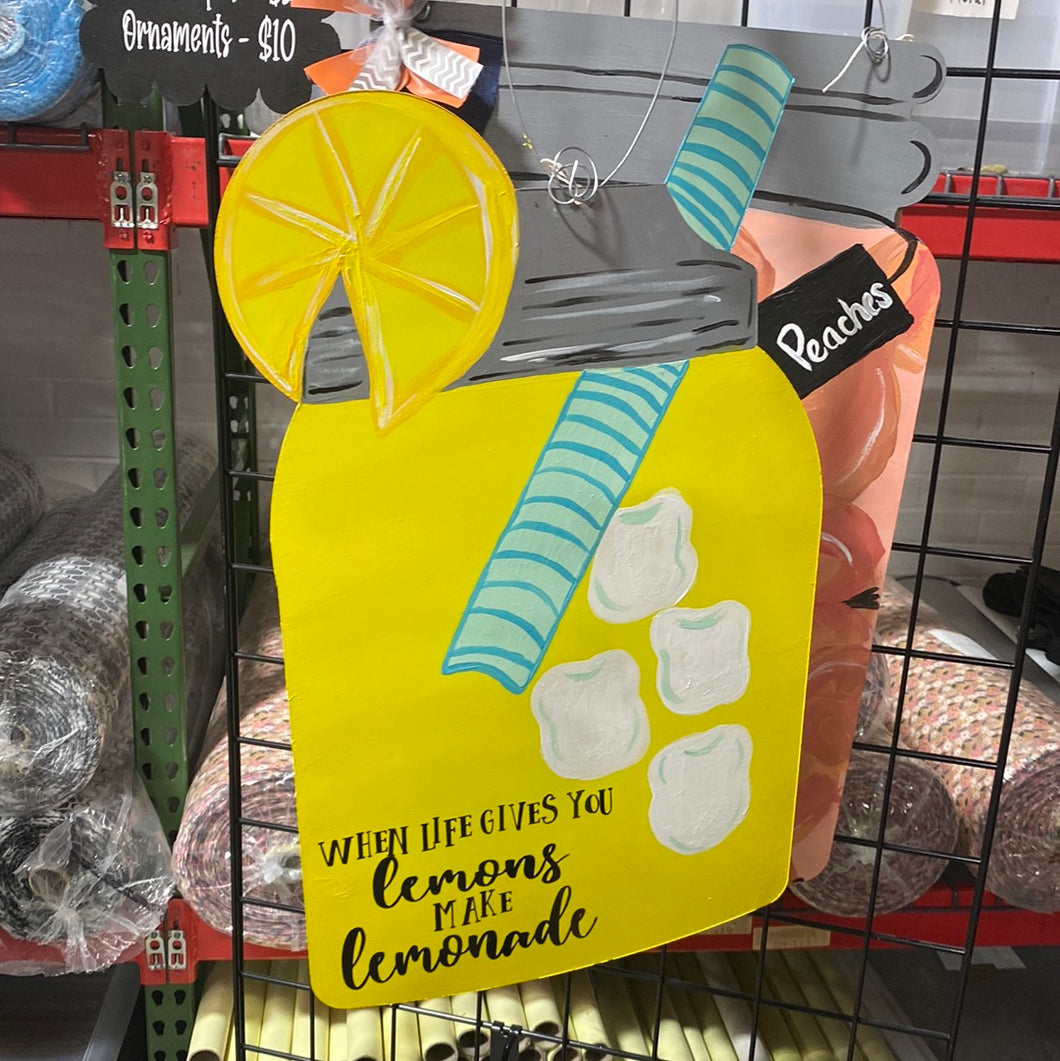 Ornaments - $10
Peaches
WHEN LIFE GIVES YOU
lemons
MAKE
lemonade